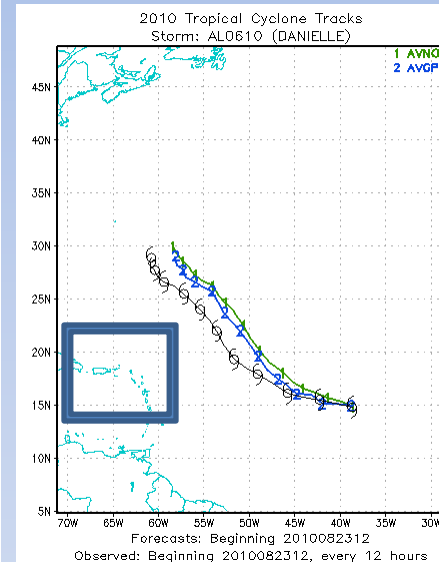 2010 Tropical Cyclone Tracks
Storm: AL0610 (DANIELLE)
1 AVNO
2 AVGP
45N
40N
35N
30N
25N
20N
15N
10N
5N
70W 65W 60W 55W 50W 45W 40W 35W 30W
Forecasts: Beginning 2010082312
Observed: Beginning 2010082312, every 12 hours